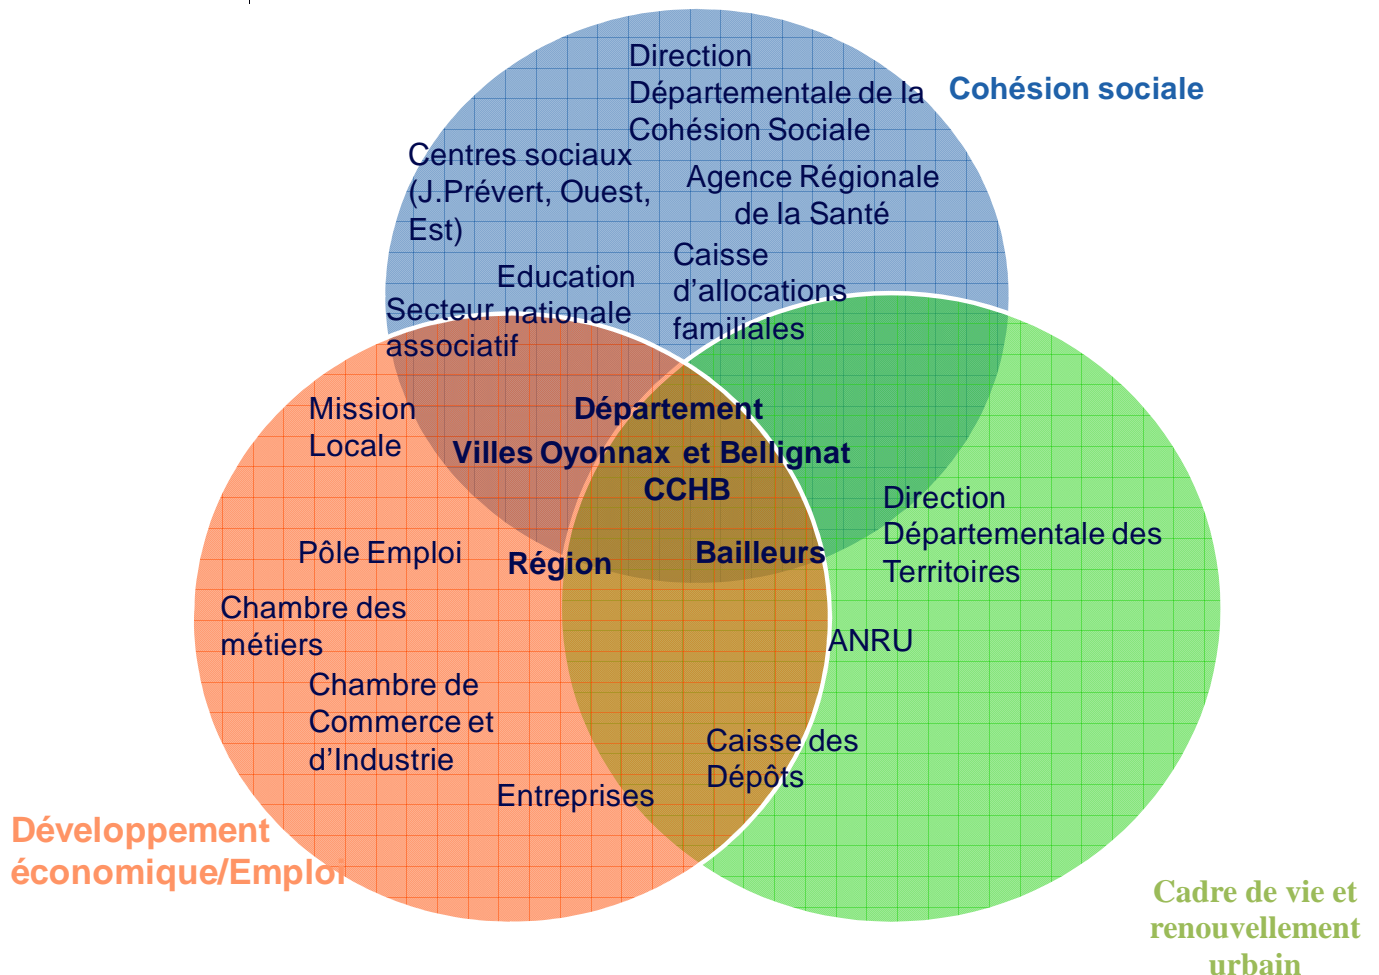 Direction
Départementale de la
Cohésion Sociale
Cohésion sociale
Centres sociaux
(J.Prévert, Ouest,
Est)
Agence Régionale
de la Santé
Caisse
d’allocations
familiales
Education
nationale
Secteur
associatif
Mission
Locale
Département
Villes Oyonnax et Bellignat
CCHB
Bailleurs
Région
Pôle Emploi
Direction
Départementale des
Territoires
Chambre des
métiers
ANRU
Chambre de
Commerce et
d’Industrie
Caisse des
Dépôts
Entreprises
Développement
économique/Emploi
Cadre de vie et
renouvellement
urbain